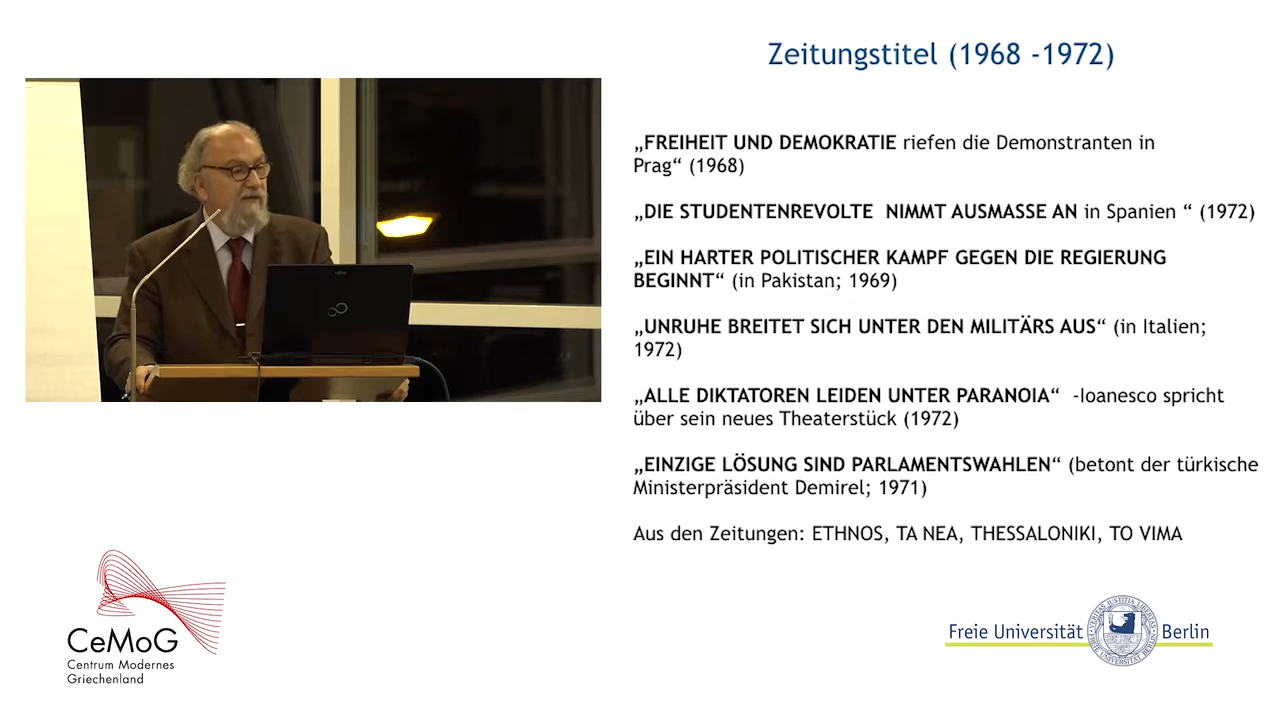 Zeitungstitel (1968 -1972)
„FREIHEIT UND DEMOKRATIE riefen die Demonstranten in
Prag“ (1968)
„DIE STUDENTENREVOLTE  NIMMT AUSMASSE AN in Spanien “ (1972)
„EIN HARTER POLITISCHER KAMPF GEGEN DIE REGIERUNG
BEGINNT“ (in Pakistan; 1969)
„UNRUHE BREITET SICH UNTER DEN MILITÄRS AUS“ (in Italien;
1972)
„ALLE DIKTATOREN LEIDEN UNTER PARANOIA“  -Ioanesco spricht
über sein neues Theaterstück (1972)
„EINZIGE LÖSUNG SIND PARLAMENTSWAHLEN“ (betont der türkische
Ministerpräsident Demirel; 1971)
Aus den Zeitungen: ETHNOS, TA NEA, THESSALONIKI, TO VIMA
CeMoG
Centrum Modernes
Griechenland
Freie Universität Berlin